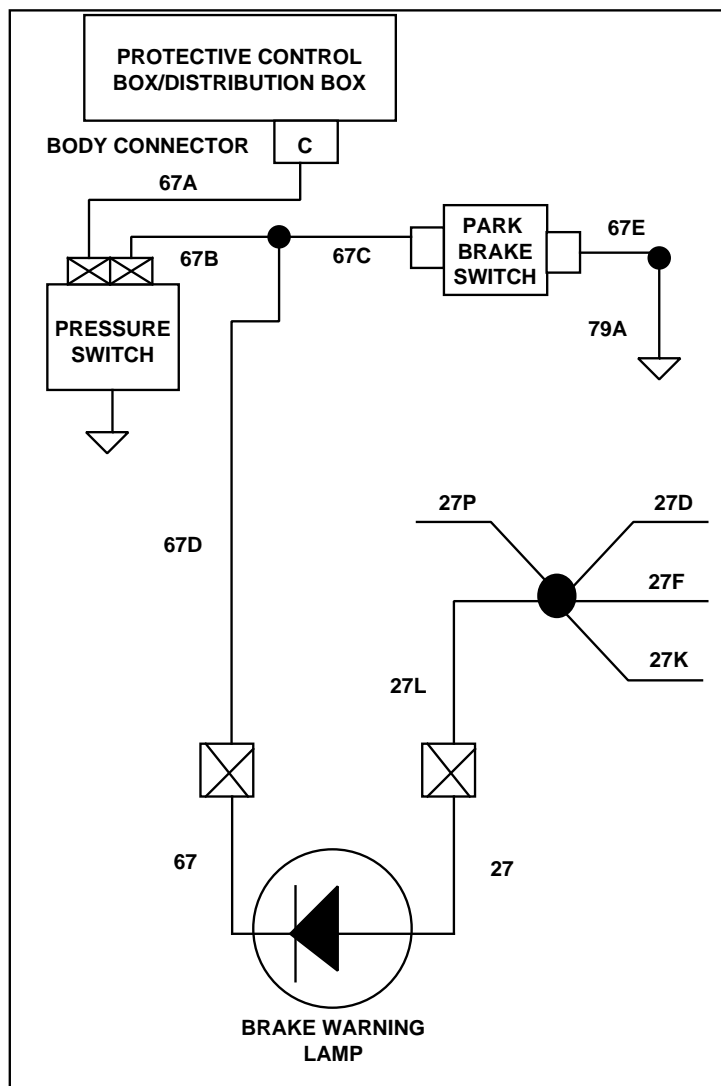 PROTECTIVE CONTROL
BOX/DISTRIBUTION BOX
BODY CONNECTOR
C
67A
67B
67C
PARK
BRAKE
SWITCH
67E
PRESSURE
SWITCH
79A
27P
27D
67D
27F
27K
27L
67
27
BRAKE WARNING
LAMP